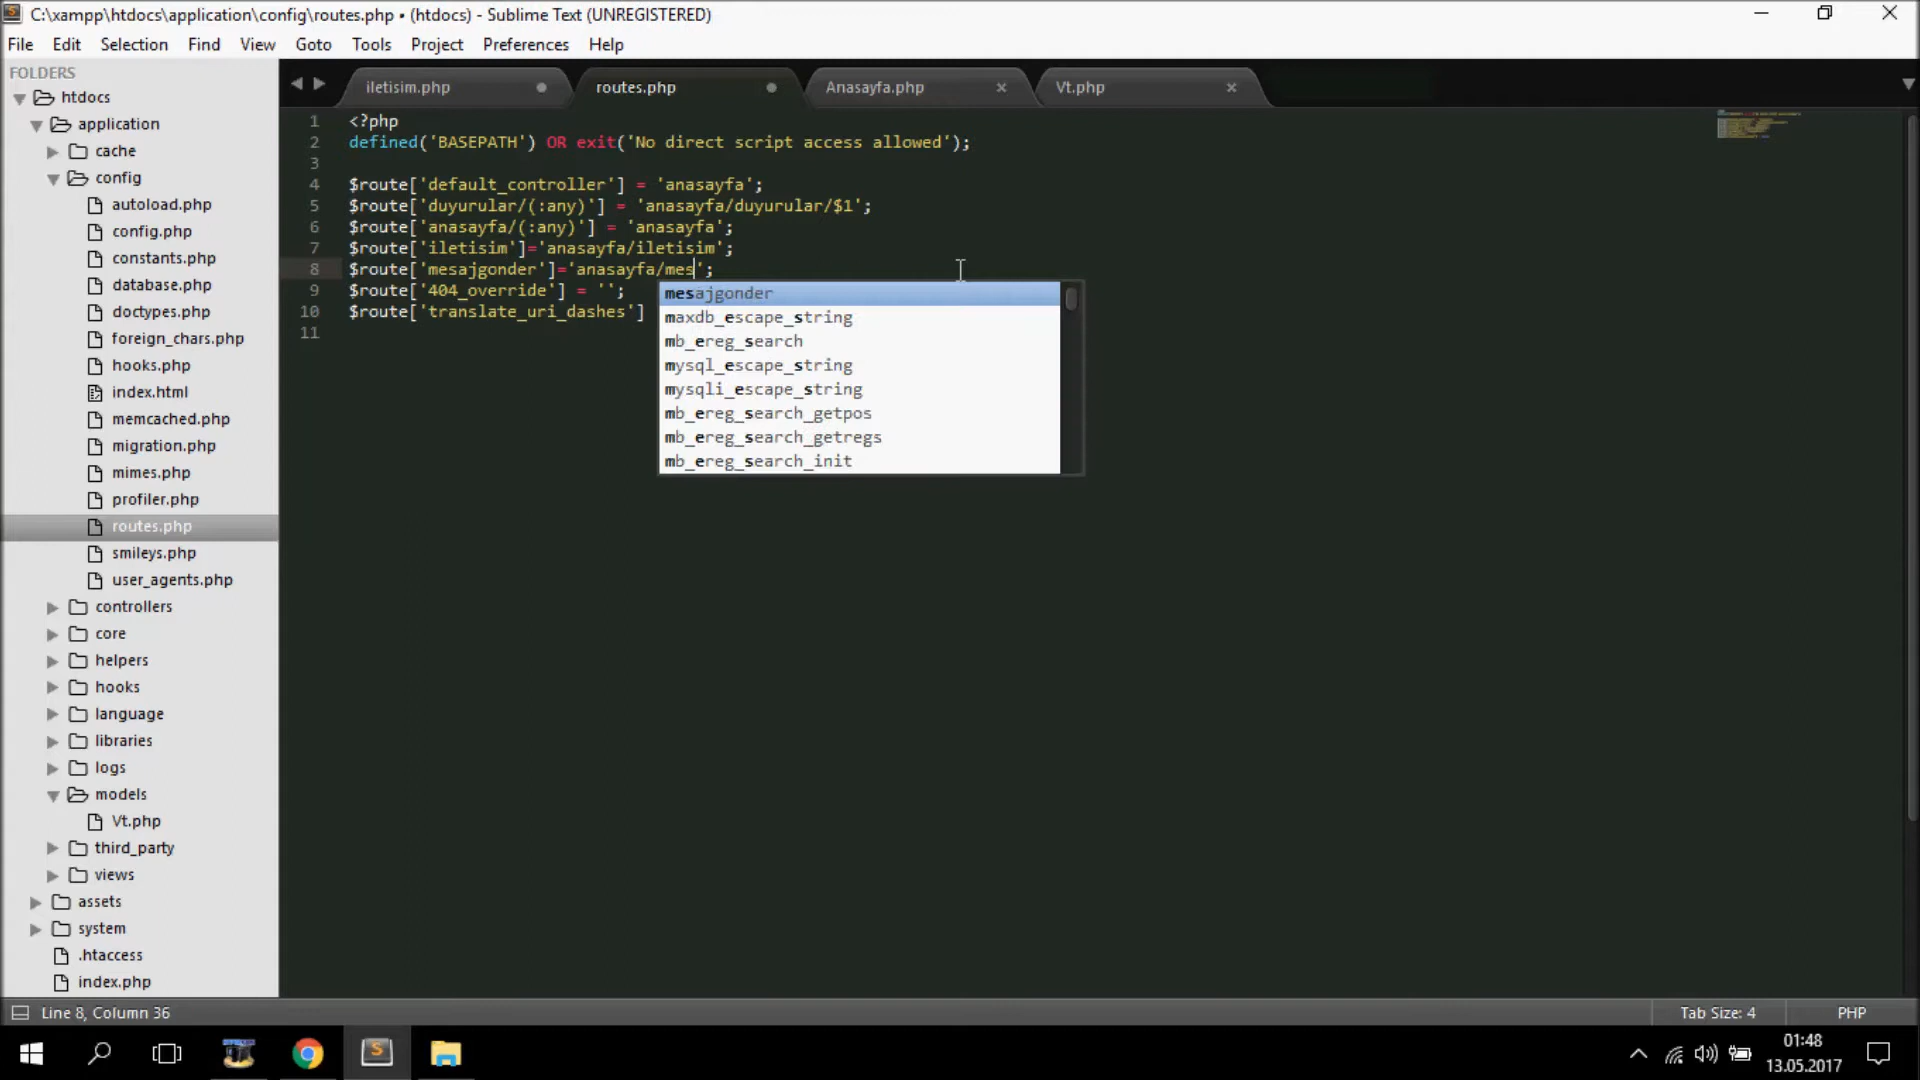 C:\xampp\htdocs\application\config\routes.php • (htdocs) - Sublime Text (UNREGISTERED)
File Edit Selection Find View Goto Tools Project Preferences Help
FOLDERS
htdocs
application
cache
config
autoload.php
config.php
constants.php
database.php
doctypes.php
foreign_chars.php
hooks.php
index.html
memcached.php
migration.php
mimes.php
profiler.php
routes.php
smileys.php
user_agents.php
controllers
core
helpers
hooks
language
libraries
logs
models
Vt.php
third_party
views
assets
system
.htaccess
index.php
iletisim.php routes.php Anasayfa.php Vt.php
1 <?php
2 defined('BASEPATH') OR exit('No direct script access allowed');
3
4 $route['default_controller'] = 'anasayfa';
5 $route['duyurular/(:any)'] = 'anasayfa/duyurular/$1';
6 $route['anasayfa/(:any)'] = 'anasayfa';
7 $route['iletisim']='anasayfa/iletisim';
8 $route['mesajgonder']='anasayfa/mes';
9 $route['404_override'] = '';
10 $route['translate_uri_dashes']
11
mesajgonder
maxdb_escape_string
mb_ereg_search
mysql_escape_string
mysqli_escape_string
mb_ereg_search_getpos
mb_ereg_search_getregs
mb_ereg_search_init
Line 8, Column 36 Tab Size: 4 PHP
01:48
13.05.2017